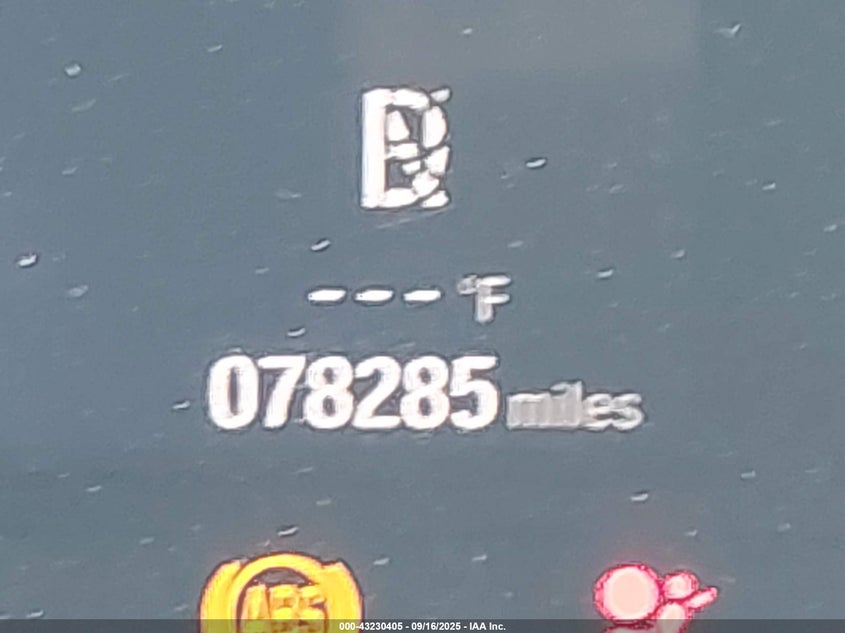 --- °F
078285 miles
ABS
000-43230405 - 09/16/2025 - IAA Inc.